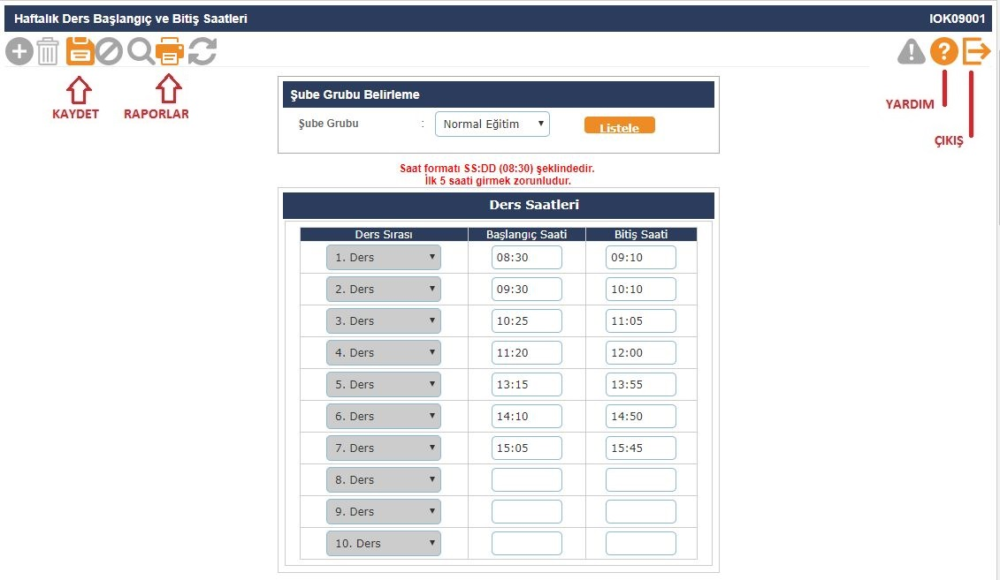 Haftalık Ders Başlangıç ve Bitiş Saatleri IOK09001
KAYDET
RAPORLAR
YARDIM
ÇIKIŞ
Şube Grubu Belirleme
Şube Grubu : Normal Eğitim Listele
Saat formatı SS:DD (08:30) şeklindedir.
İlk 5 saati girmek zorunludur.
Ders Saatleri
Ders Sırası Başlangıç Saati Bitiş Saati
1. Ders 08:30 09:10
2. Ders 09:30 10:10
3. Ders 10:25 11:05
4. Ders 11:20 12:00
5. Ders 13:15 13:55
6. Ders 14:10 14:50
7. Ders 15:05 15:45
8. Ders
9. Ders
10. Ders